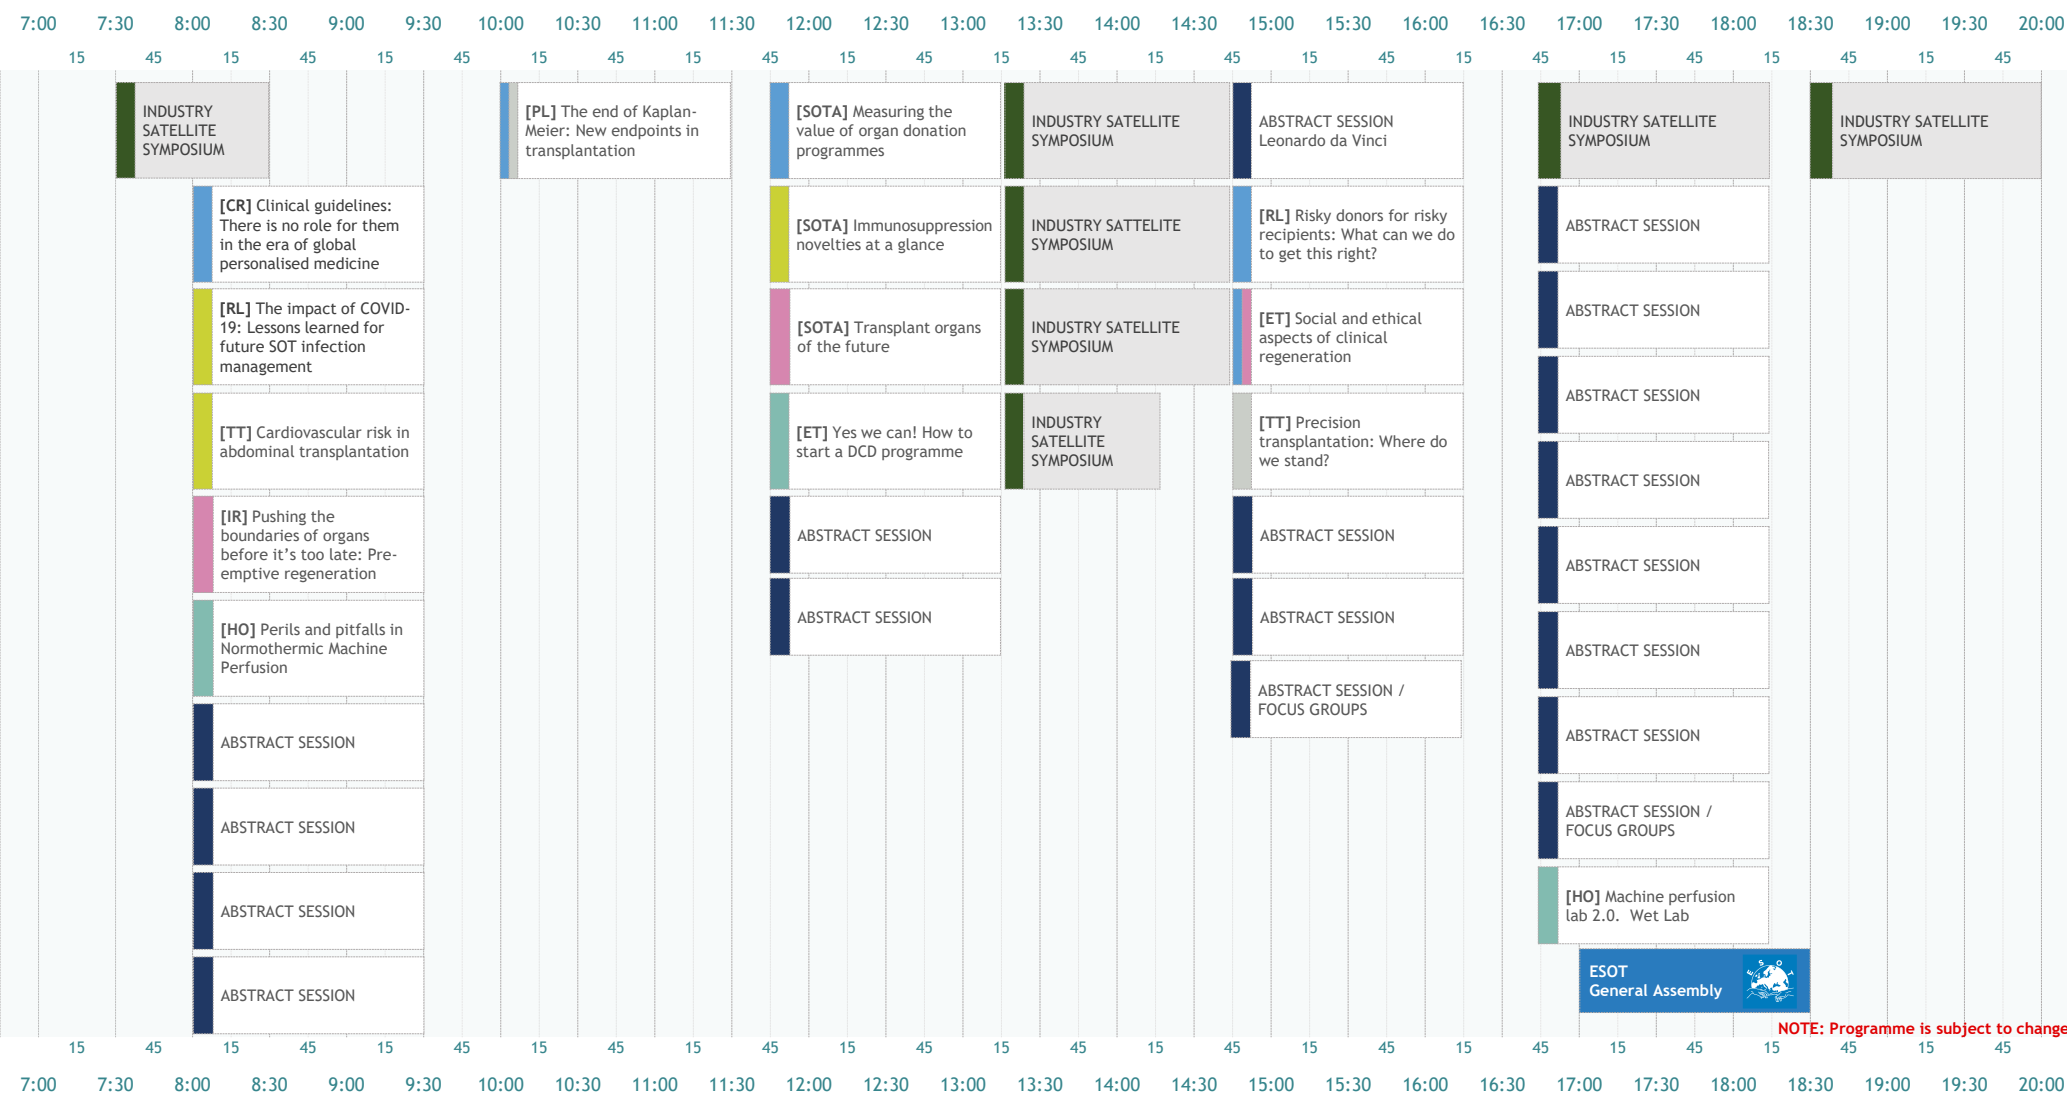 7:00 7:30 8:00 8:30 9:00 9:30 10:00 10:30 11:00 11:30 12:00 12:30 13:00 13:30 14:00 14:30 15:00 15:30 16:00 16:30 17:00 17:30 18:00 18:30 19:00 19:30 20:00
15 45 15 45 15 45 15 45 15 45 15 45 15 45 15 45 15 45 15 45 15 45 15 45 15 45
INDUSTRY
SATELLITE
SYMPOSIUM
[CR] Clinical guidelines:
There is no role for them
in the era of global
personalised medicine
[RL] The impact of COVID-
19: Lessons learned for
future SOT infection
management
[TT] Cardiovascular risk in
abdominal transplantation
[IR] Pushing the
boundaries of organs
before it’s too late: Pre-
emptive regeneration
[HO] Perils and pitfalls in
Normothermic Machine
Perfusion
ABSTRACT SESSION
ABSTRACT SESSION
ABSTRACT SESSION
ABSTRACT SESSION
[PL] The end of Kaplan-
Meier: New endpoints in
transplantation
[SOTA] Measuring the
value of organ donation
programmes
[SOTA] Immunosuppression
novelties at a glance
[SOTA] Transplant organs
of the future
[ET] Yes we can! How to
start a DCD programme
ABSTRACT SESSION
ABSTRACT SESSION
INDUSTRY SATELLITE
SYMPOSIUM
INDUSTRY SATTELITE
SYMPOSIUM
INDUSTRY SATELLITE
SYMPOSIUM
INDUSTRY
SATELLITE
SYMPOSIUM
ABSTRACT SESSION
Leonardo da Vinci
[RL] Risky donors for risky
recipients: What can we do
to get this right?
[ET] Social and ethical
aspects of clinical
regeneration
[TT] Precision
transplantation: Where do
we stand?
ABSTRACT SESSION
ABSTRACT SESSION
ABSTRACT SESSION /
FOCUS GROUPS
INDUSTRY SATELLITE
SYMPOSIUM
ABSTRACT SESSION
ABSTRACT SESSION
ABSTRACT SESSION
ABSTRACT SESSION
ABSTRACT SESSION
ABSTRACT SESSION
ABSTRACT SESSION
ABSTRACT SESSION /
FOCUS GROUPS
[HO] Machine perfusion
lab 2.0. Wet Lab
ESOT
General Assembly
E S O T
INDUSTRY SATELLITE
SYMPOSIUM
NOTE: Programme is subject to change
15 45 15 45 15 45 15 45 15 45 15 45 15 45 15 45 15 45 15 45 15 45 15 45 15 45
7:00 7:30 8:00 8:30 9:00 9:30 10:00 10:30 11:00 11:30 12:00 12:30 13:00 13:30 14:00 14:30 15:00 15:30 16:00 16:30 17:00 17:30 18:00 18:30 19:00 19:30 20:00